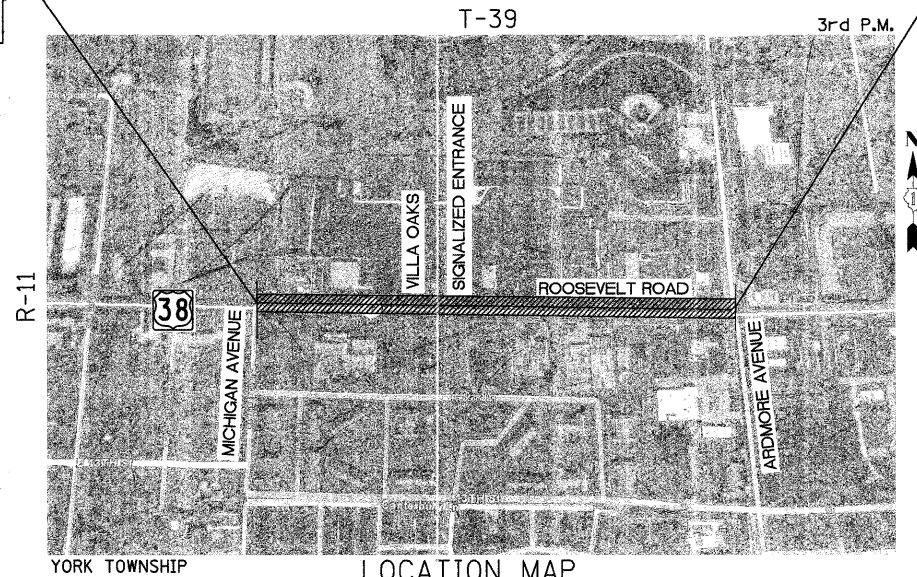 T-39
3rd P.M.
N
R-11
38
VILLA OAKS
SIGNALIZED ENTRANCE
ROOSEVELT ROAD
MICHIGAN AVENUE
ARDMORE AVENUE
YORK TOWNSHIP
LOCATION MAP